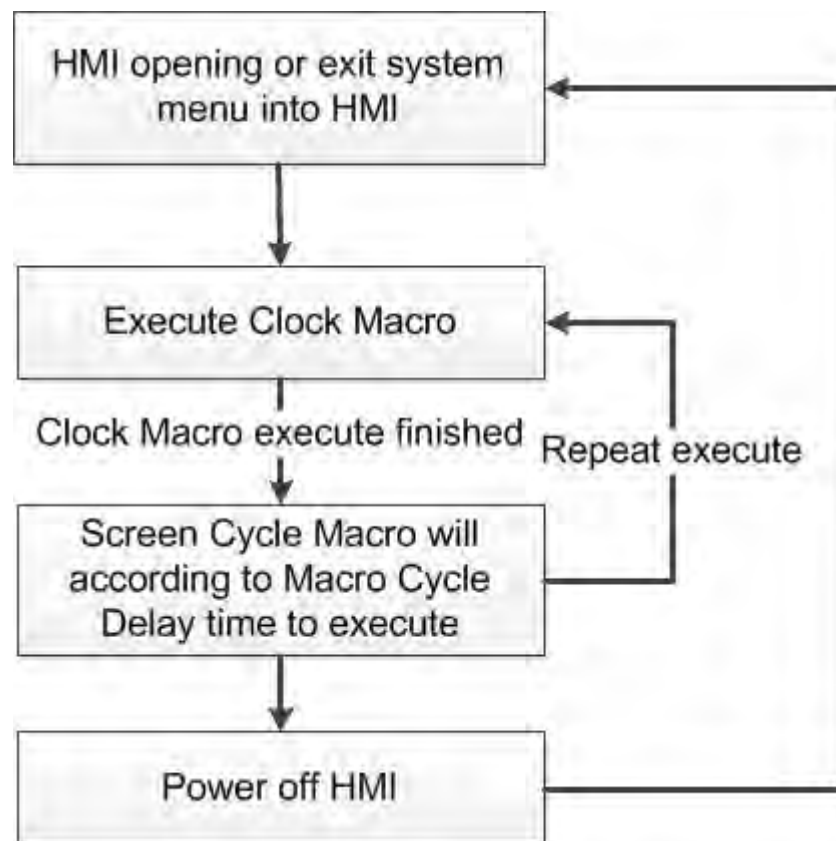 HMI opening or exit system
menu into HMI
Execute Clock Macro
Clock Macro execute finished
Repeat execute
Screen Cycle Macro will
according to Macro Cycle
Delay time to execute
Power off HMI